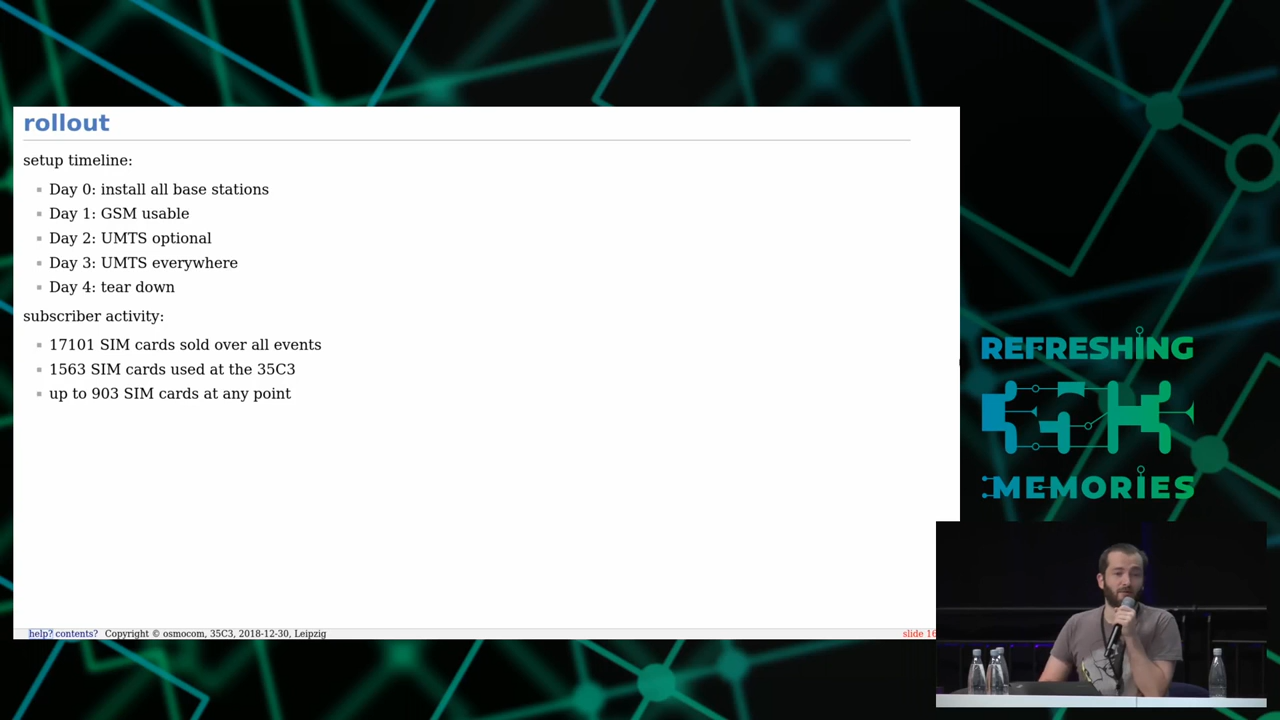 rollout
setup timeline:
Day 0: install all base stations
Day 1: GSM usable
Day 2: UMTS optional
Day 3: UMTS everywhere
Day 4: tear down
subscriber activity:
17101 SIM cards sold over all events
1563 SIM cards used at the 35C3
up to 903 SIM cards at any point
help? contents? Copyright © osmocom, 35C3, 2018-12-30, Leipzig
slide 16
REFRESHING
MEMORIES